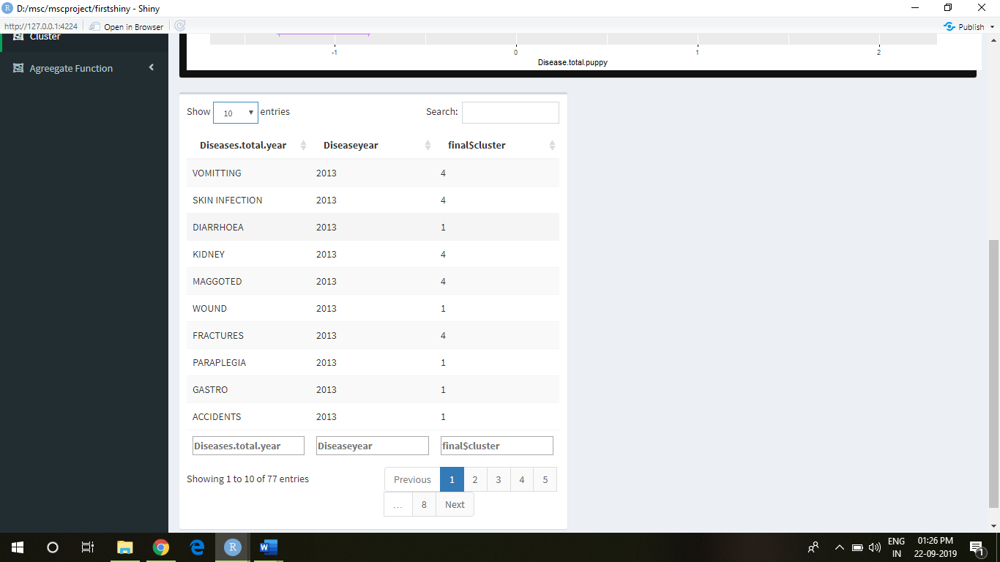 D:/msc/mscproject/firstshiny - Shiny
http://127.0.0.1:4224 Open in Browser Publish
Cluster
Agreegate Function
-1 0 1 2
Disease.total.puppy
Show 10 entries Search:
Diseases.total.year Diseaseyear final$cluster
VOMITTING 2013 4
SKIN INFECTION 2013 4
DIARRHOEA 2013 1
KIDNEY 2013 4
MAGGOTED 2013 4
WOUND 2013 1
FRACTURES 2013 4
PARAPLEGIA 2013 1
GASTRO 2013 1
ACCIDENTS 2013 1
Diseases.total.year Diseaseyear final$cluster
Showing 1 to 10 of 77 entries Previous 1 2 3 4 5
… 8 Next
ENG 01:26 PM
IN 22-09-2019 1